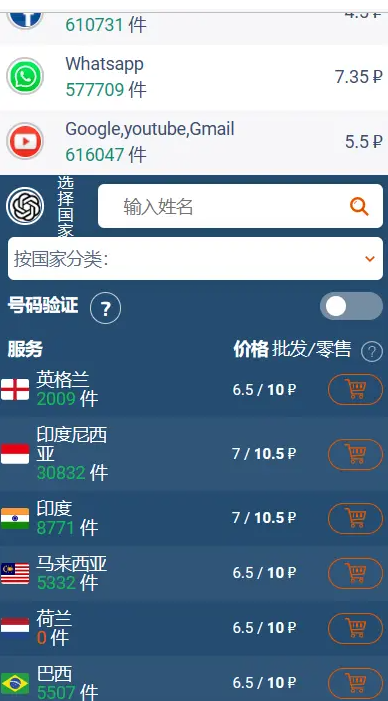 4.5 ₽
610731 件
Whatsapp
577709 件
7.35 ₽
Google,youtube,Gmail
616047 件
5.5 ₽
选择国家
输入姓名
按国家分类:
号码验证 ?
服务
价格 批发/零售 ?
英格兰
2009 件
6.5 / 10 ₽
印度尼西
亚
30832 件
7 / 10.5 ₽
印度
8771 件
7 / 10.5 ₽
马来西亚
5332 件
6.5 / 10 ₽
荷兰
0 件
6.5 / 10 ₽
巴西
5507 件
6.5 / 10 ₽